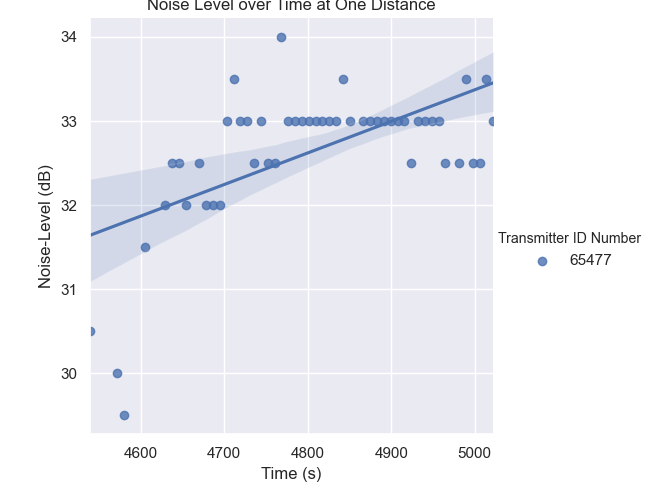 Noise Level over Time at One Distance
34
33
32
31
30
Noise-Level (dB)
4600 4700 4800 4900 5000
Time (s)
Transmitter ID Number
65477